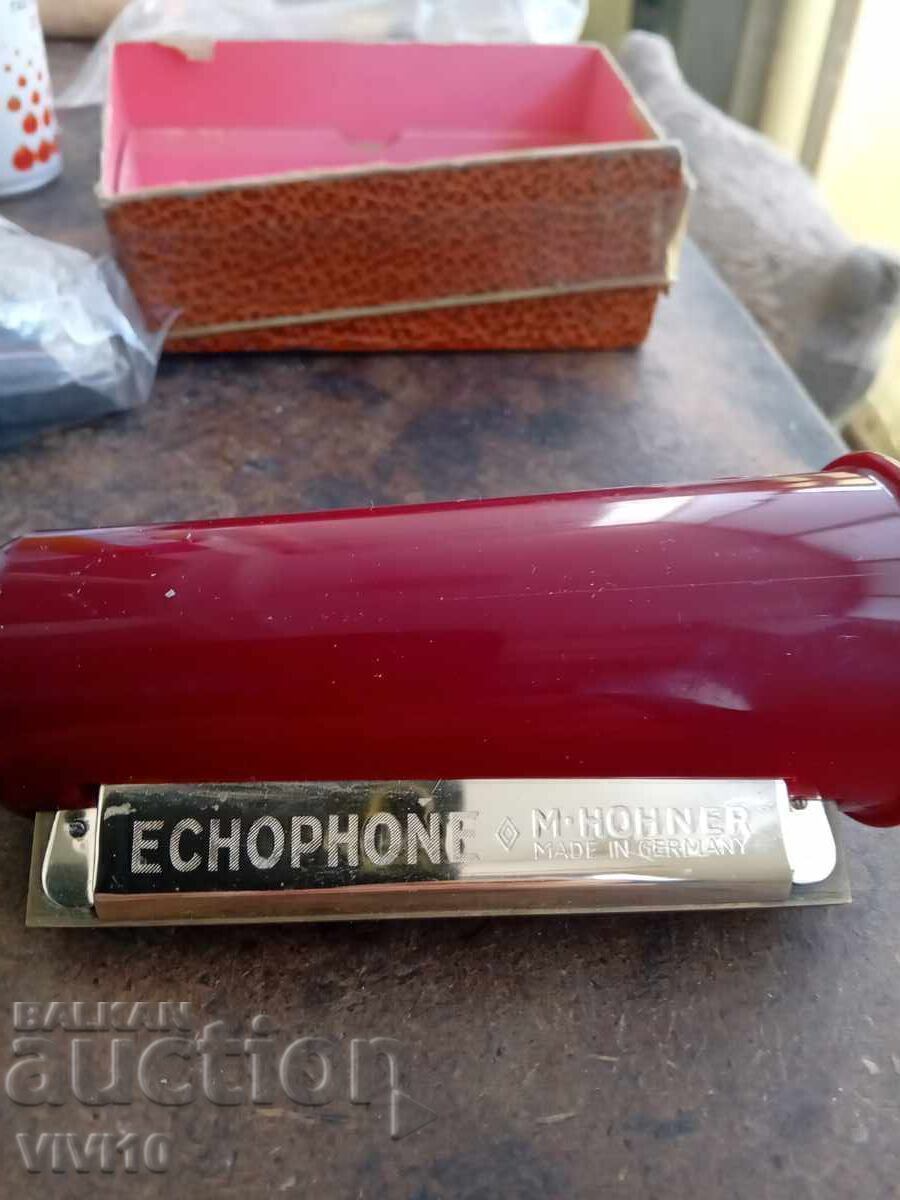 ECHOPHONE ◇ M·HOHNER
MADE IN GERMANY
BALKAN
auction
VIVI10